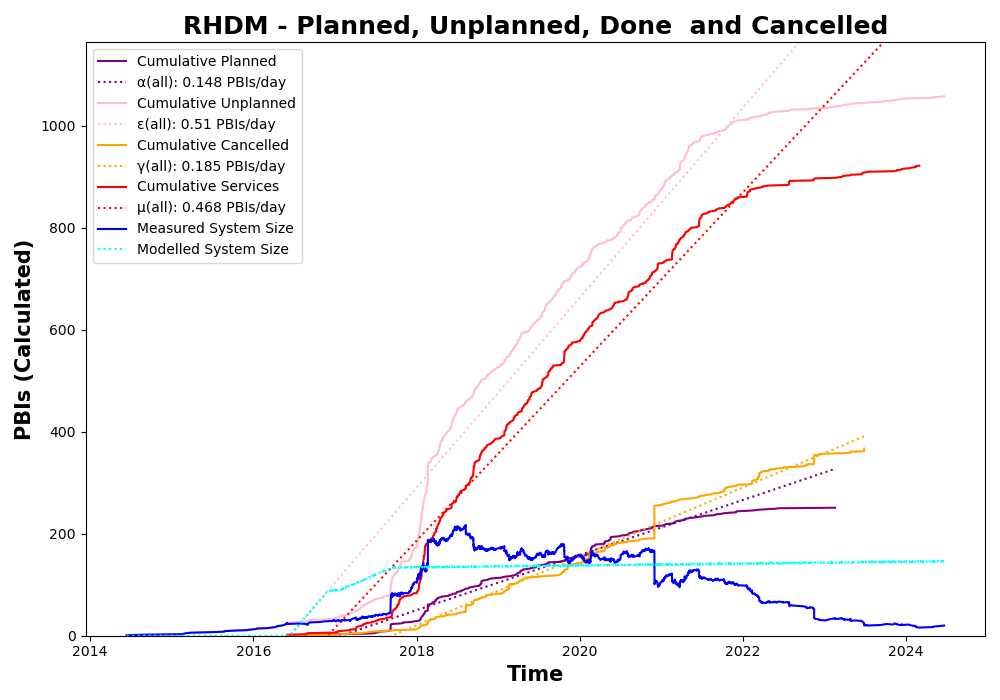 RHDM - Planned, Unplanned, Done  and Cancelled
Cumulative Planned
α(all): 0.148 PBIs/day
Cumulative Unplanned
ε(all): 0.51 PBIs/day
Cumulative Cancelled
γ(all): 0.185 PBIs/day
Cumulative Services
μ(all): 0.468 PBIs/day
Measured System Size
Modelled System Size
PBIs (Calculated)
1000
800
600
400
200
0
2014 2016 2018 2020 2022 2024
Time